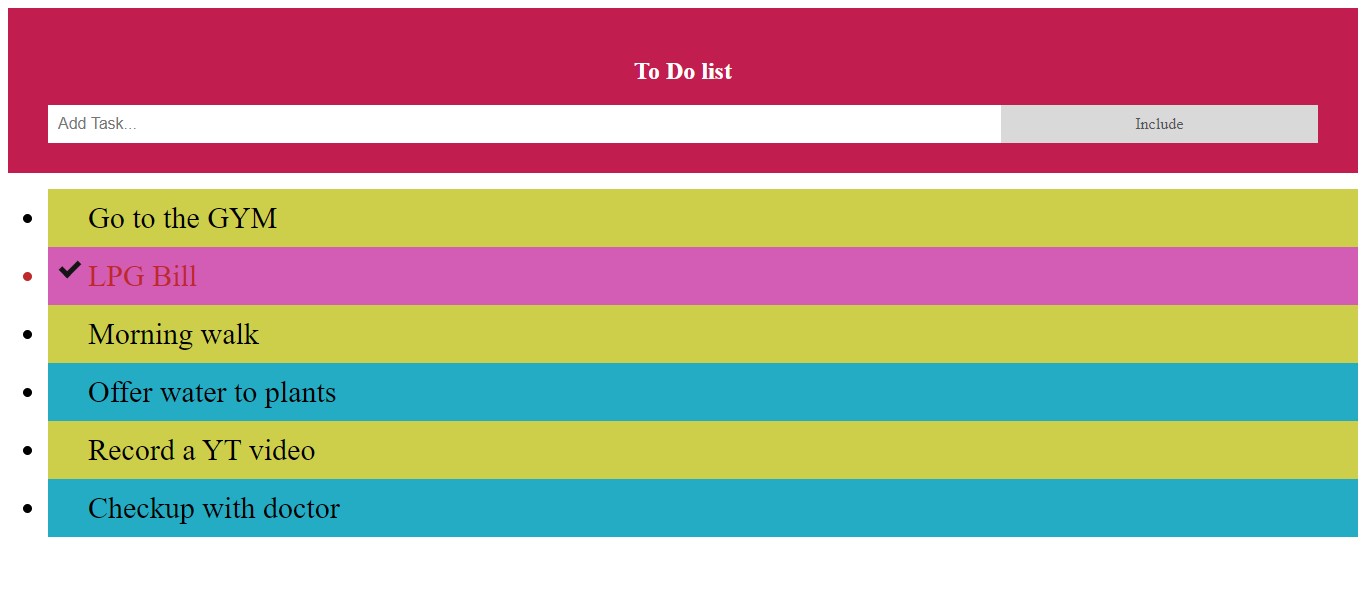 To Do list
Add Task...
Include
Go to the GYM
LPG Bill
Morning walk
Offer water to plants
Record a YT video
Checkup with doctor